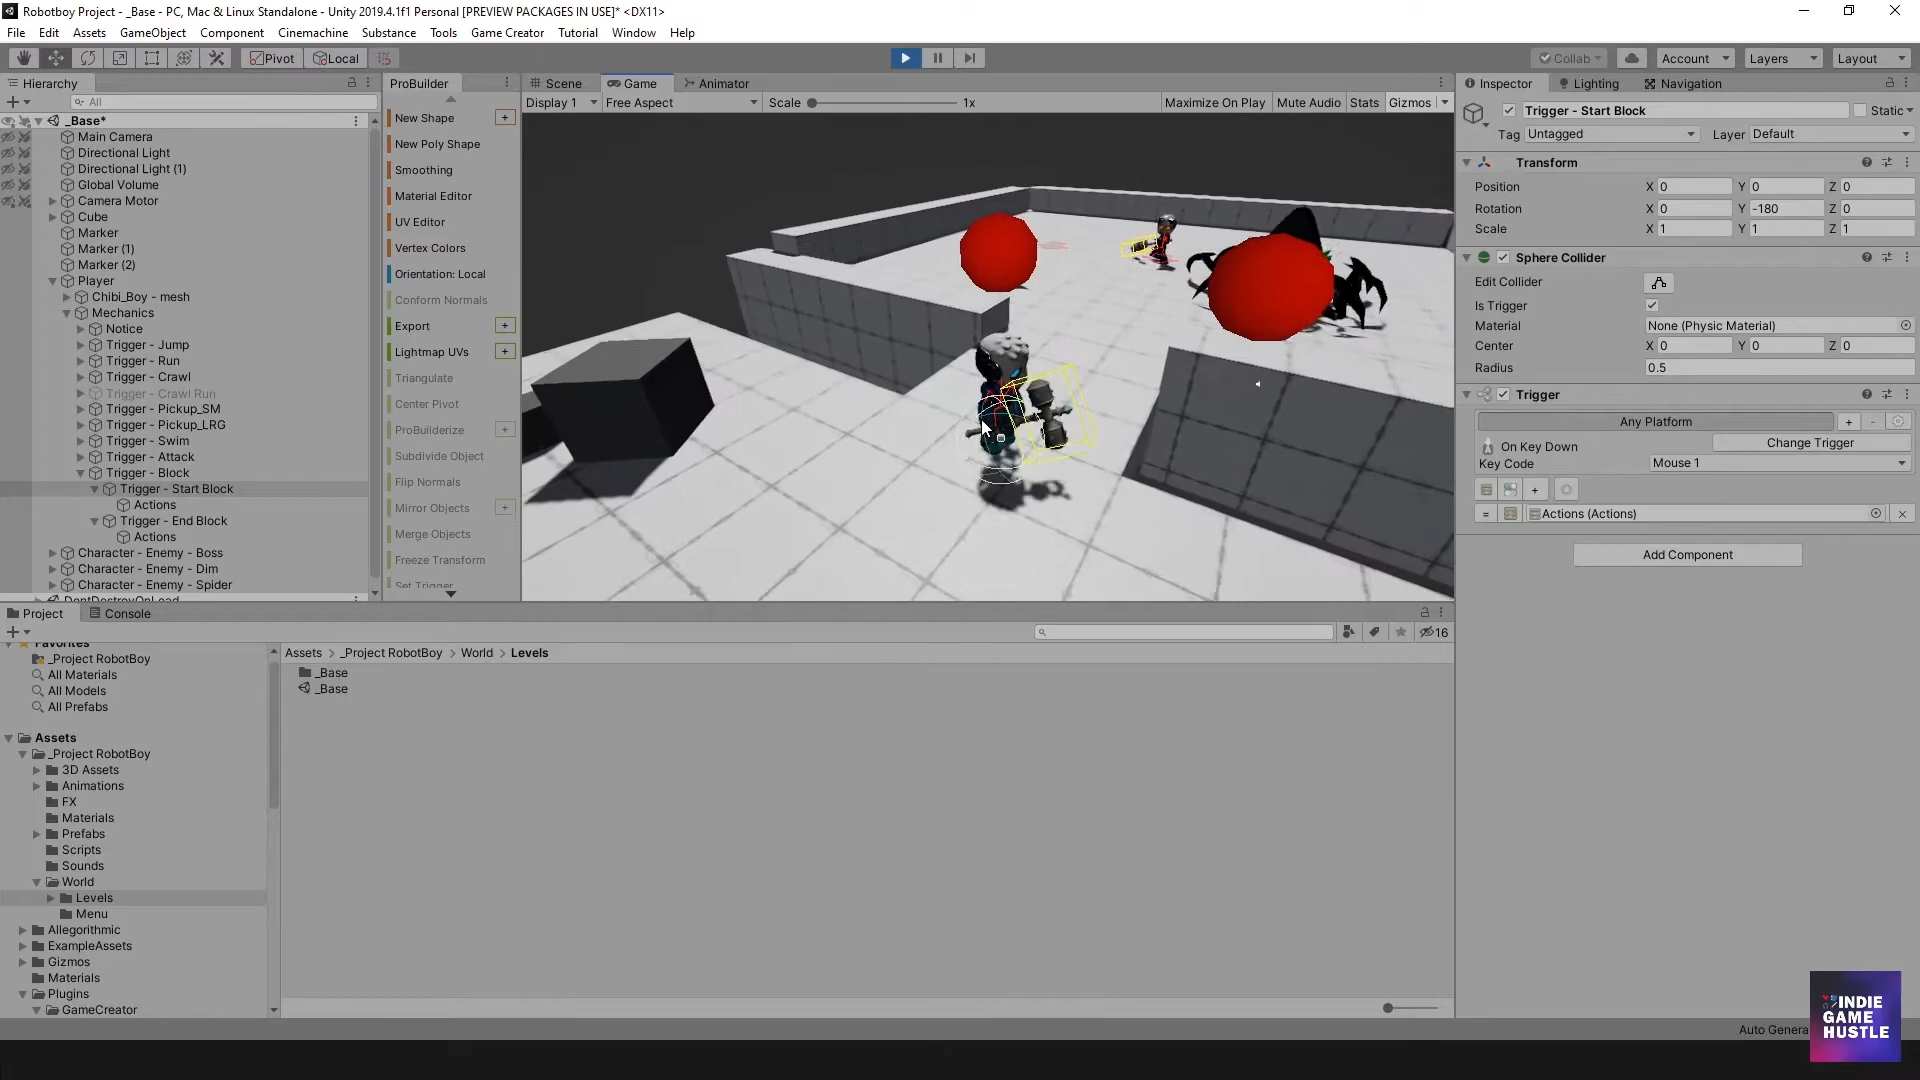 Robotboy Project - _Base - PC, Mac & Linux Standalone - Unity 2019.4.1f1 Personal [PREVIEW PACKAGES IN USE]* <DX11>
File Edit Assets GameObject Component Cinemachine Substance Tools Game Creator Tutorial Window Help
Pivot Local Collab Account Layers Layout
Hierarchy
All
_Base*
Main Camera
Directional Light
Directional Light (1)
Global Volume
Camera Motor
Cube
Marker
Marker (1)
Marker (2)
Player
Chibi_Boy - mesh
Mechanics
Notice
Trigger - Jump
Trigger - Run
Trigger - Crawl
Trigger - Crawl Run
Trigger - Pickup_SM
Trigger - Pickup_LRG
Trigger - Swim
Trigger - Attack
Trigger - Block
Trigger - Start Block
Actions
Trigger - End Block
Actions
Character - Enemy - Boss
Character - Enemy - Dim
Character - Enemy - Spider
DontDestroyOnLoad
ProBuilder
New Shape +
New Poly Shape
Smoothing
Material Editor
UV Editor
Vertex Colors
Orientation: Local
Conform Normals
Export +
Lightmap UVs +
Triangulate
Center Pivot
ProBuilderize +
Subdivide Object
Flip Normals
Mirror Objects +
Merge Objects
Freeze Transform
Set Trigger
Scene Game Animator
Display 1 Free Aspect Scale 1x Maximize On Play Mute Audio Stats Gizmos
Inspector Lighting Navigation
Trigger - Start Block Static
Tag Untagged Layer Default
Transform
Position X 0 Y 0 Z 0
Rotation X 0 Y -180 Z 0
Scale X 1 Y 1 Z 1
Sphere Collider
Edit Collider
Is Trigger
Material None (Physic Material)
Center X 0 Y 0 Z 0
Radius 0.5
Trigger
Any Platform + -
On Key Down Change Trigger
Key Code Mouse 1
+
= Actions (Actions)
Add Component
Project Console
16
Favorites
_Project RobotBoy
All Materials
All Models
All Prefabs
Assets
_Project RobotBoy
3D Assets
Animations
FX
Materials
Prefabs
Scripts
Sounds
World
Levels
Menu
Allegorithmic
ExampleAssets
Gizmos
Materials
Plugins
GameCreator
Assets > _Project RobotBoy > World > Levels
_Base
_Base
Auto Genera
INDIE
GAME
HUSTLE